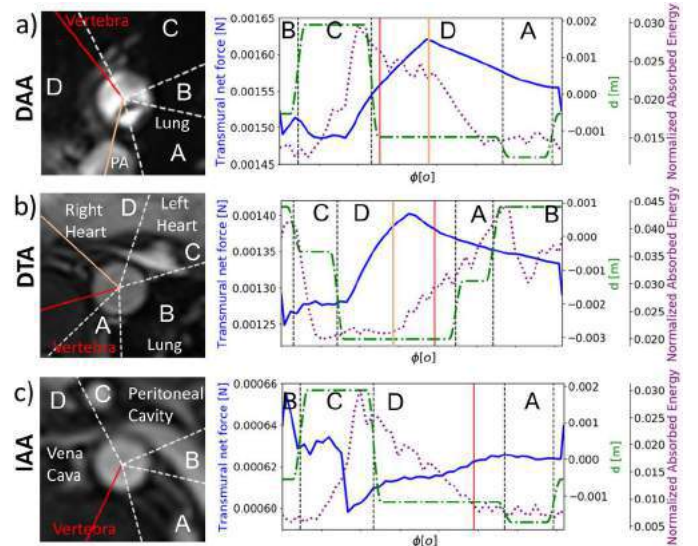 a)
DAA
Vertebra
C
D
B
Lung
A
PA
Transmural net force [N]
0.00165
0.00160
0.00155
0.00150
0.00145
B
C
D
A
0.002
0.001
0.000
-0.001
d [m]
0.030
0.025
0.020
0.015
Normalized Absorbed Energy
ϕ[o]
b)
DTA
Right
Heart
D
Left
Heart
C
B
A
Vertebra
Lung
Transmural net force [N]
0.00140
0.00135
0.00130
0.00125
C
D
A
B
0.001
0.000
-0.001
-0.002
-0.003
d [m]
0.045
0.040
0.035
0.030
0.025
0.020
Normalized Absorbed Energy
ϕ[o]
c)
IAA
D
C
Peritoneal
Cavity
Vena
Cava
B
Vertebra
A
Transmural net force [N]
0.00066
0.00064
0.00062
0.00060
B
C
D
A
0.002
0.001
0.000
-0.001
d [m]
0.030
0.025
0.020
0.015
0.010
0.005
Normalized Absorbed Energy
ϕ[o]